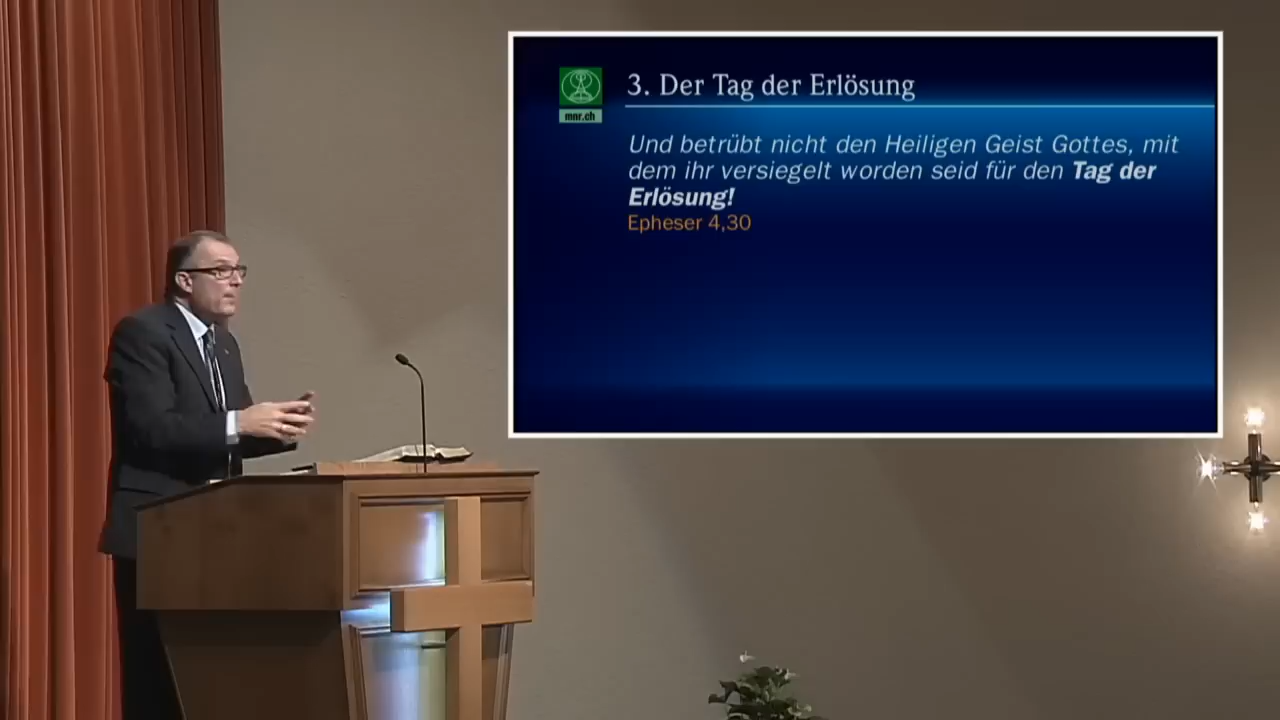 3. Der Tag der Erlösung
mnr.ch
Und betrübt nicht den Heiligen Geist Gottes, mit
dem ihr versiegelt worden seid für den Tag der
Erlösung!
Epheser 4,30